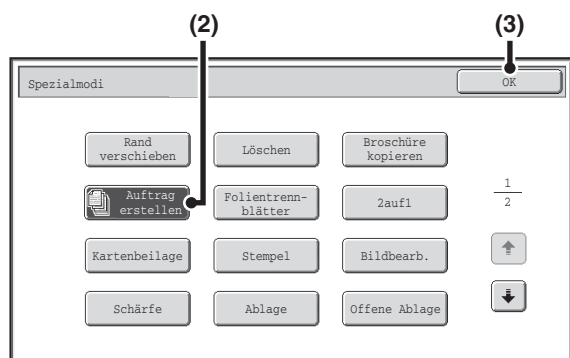 (2)
(3)
Spezialmodi
OK
Rand
verschieben
Löschen
Broschüre
kopieren
Auftrag
erstellen
Folientrenn-
blätter
2auf1
1
2
Kartenbeilage
Stempel
Bildbearb.
Schärfe
Ablage
Offene Ablage